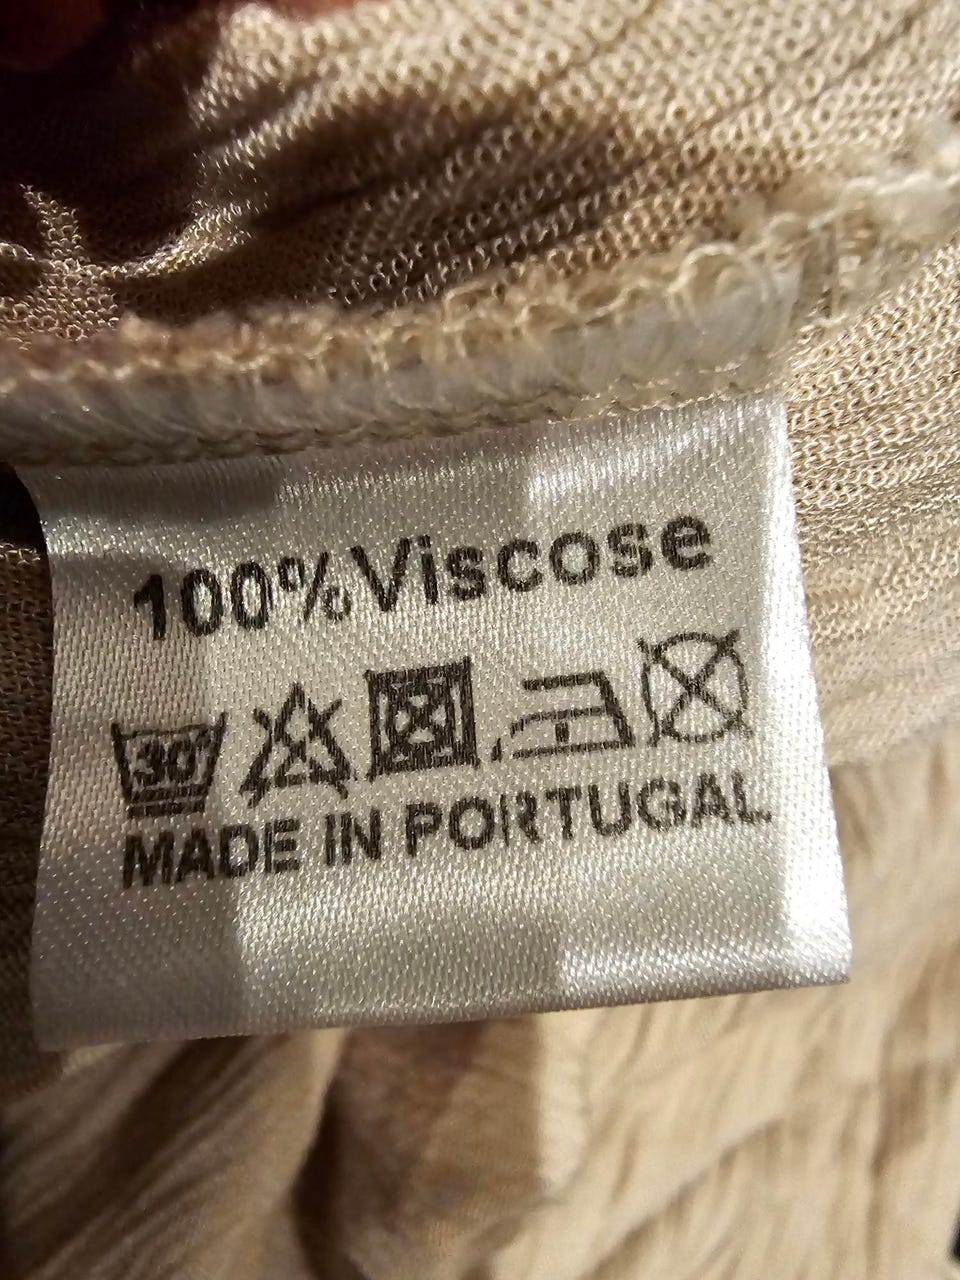 100% Viscose
30°
MADE IN PORTUGAL